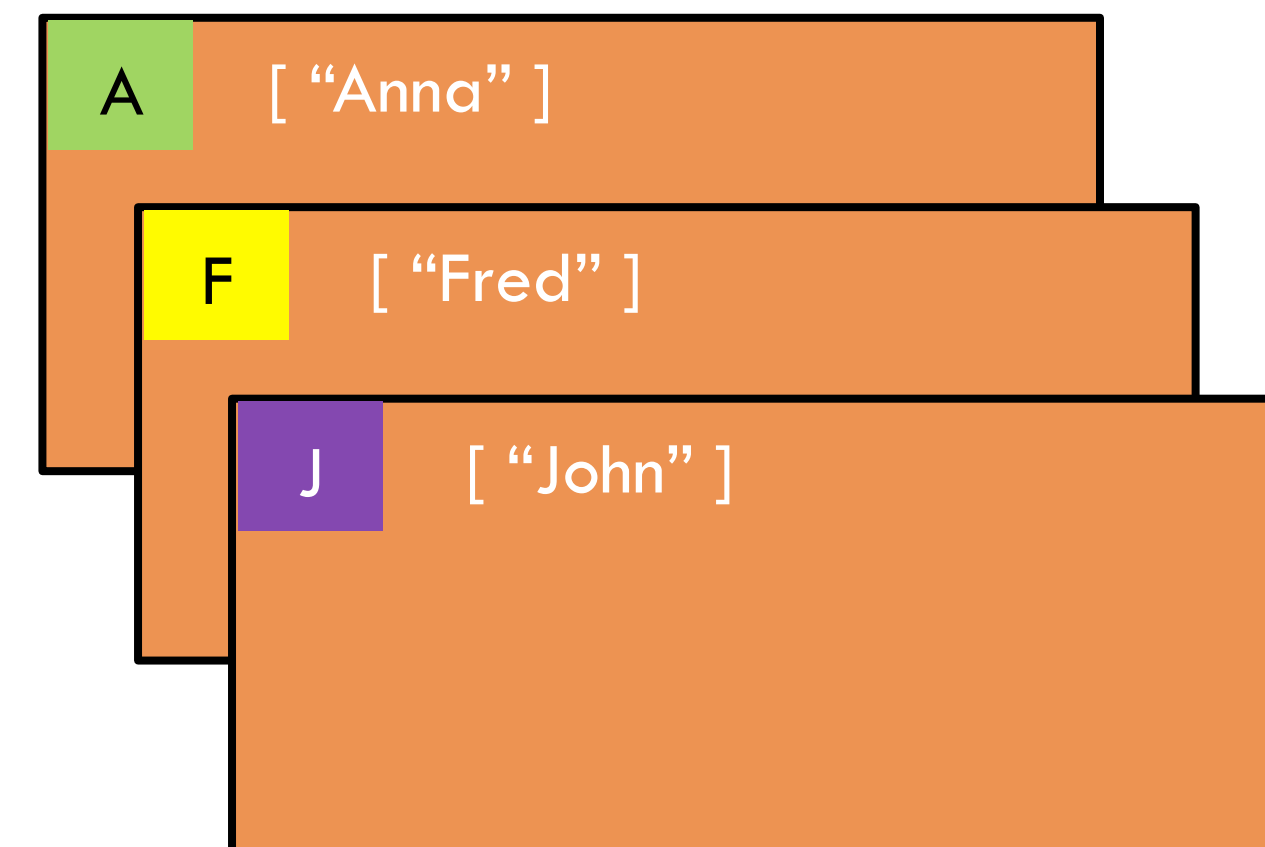 A [ “Anna” ]
F [ “Fred” ]
J [ “John” ]